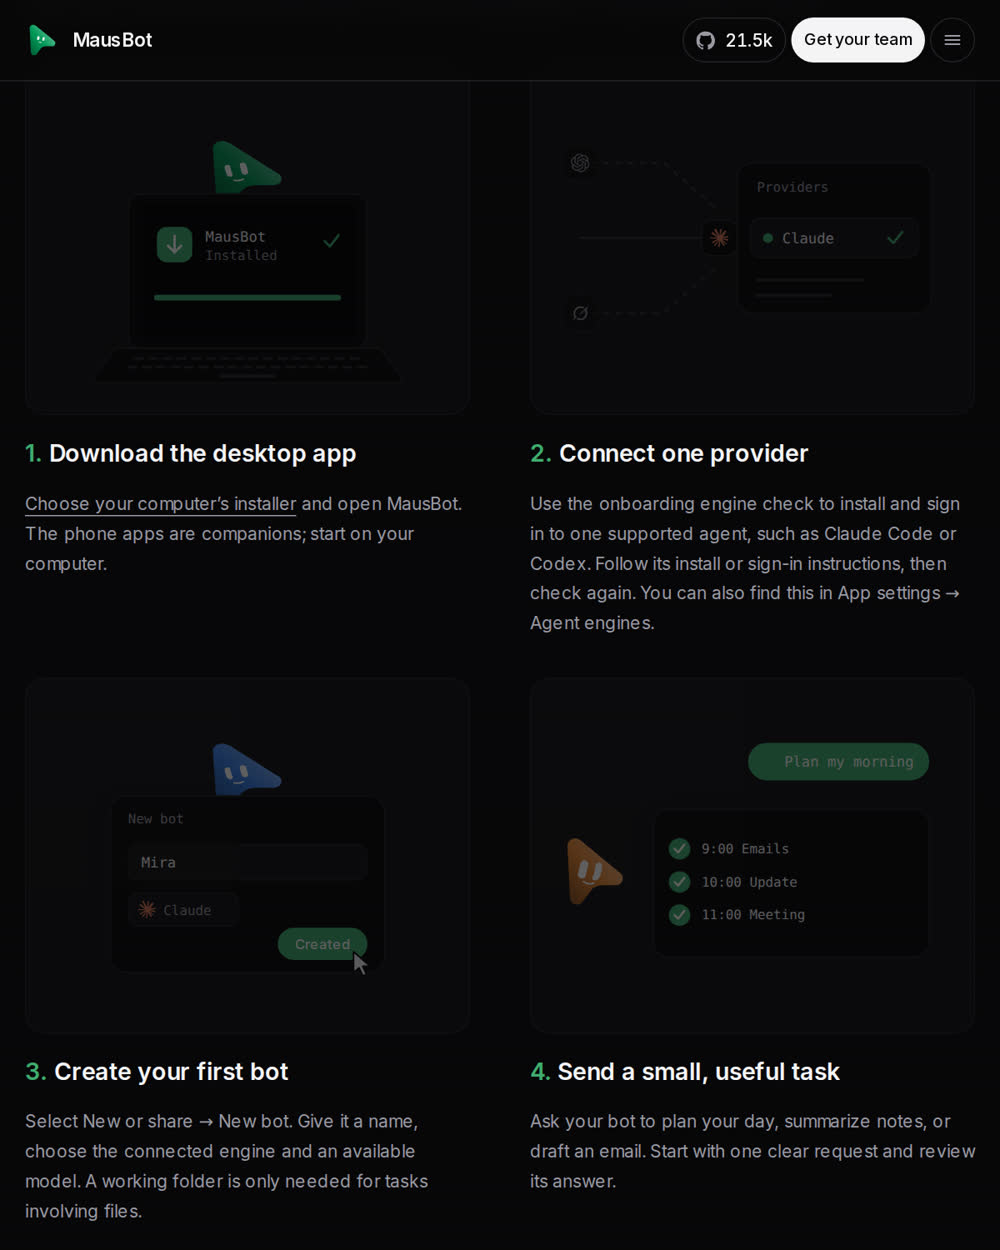 MausBot
21.5k
Get your team
MausBot
Installed
Providers
Claude
1. Download the desktop app
Choose your computer’s installer and open MausBot.
The phone apps are companions; start on your
computer.
2. Connect one provider
Use the onboarding engine check to install and sign
in to one supported agent, such as Claude Code or
Codex. Follow its install or sign-in instructions, then
check again. You can also find this in App settings →
Agent engines.
New bot
Mira
Claude
Created
Plan my morning
9:00 Emails
10:00 Update
11:00 Meeting
3. Create your first bot
Select New or share → New bot. Give it a name,
choose the connected engine and an available
model. A working folder is only needed for tasks
involving files.
4. Send a small, useful task
Ask your bot to plan your day, summarize notes, or
draft an email. Start with one clear request and review
its answer.